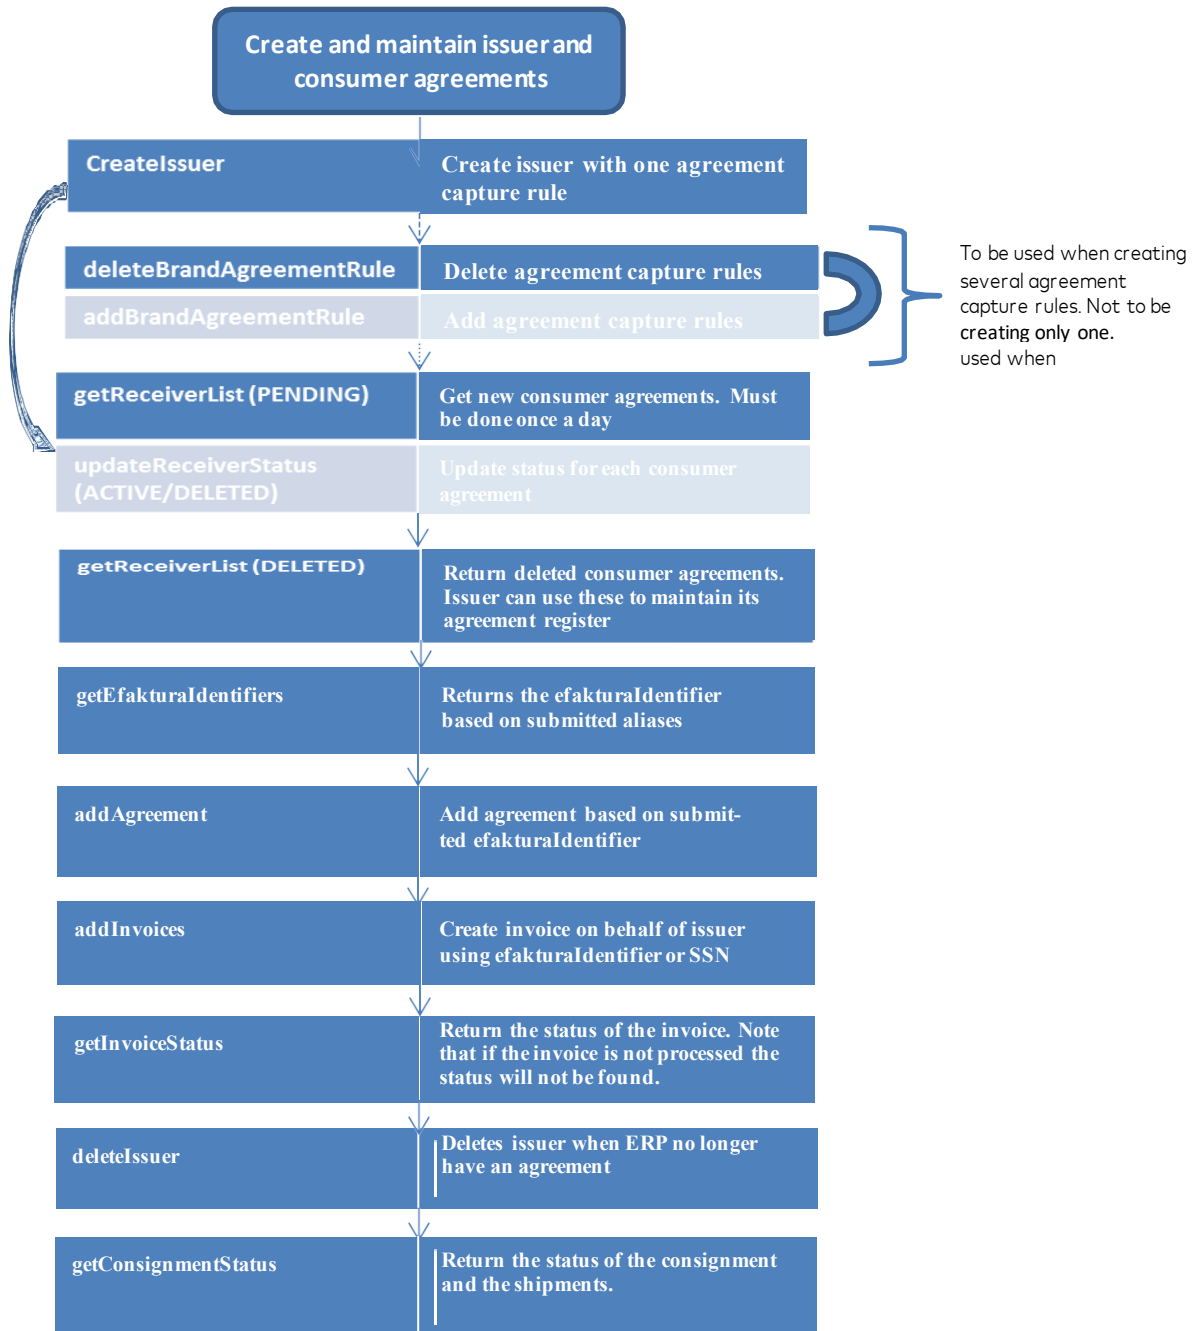 Create and maintain issuer and
consumer agreements
CreateIssuer
Create issuer with one agreement
capture rule
deleteBrandAgreementRule
Delete agreement capture rules
addBrandAgreementRule
Add agreement capture rules
To be used when creating
several agreement
capture rules. Not to be
creating only one.
used when
getReceiverList (PENDING)
Get new consumer agreements. Must
be done once a day
updateReceiverStatus
(ACTIVE/DELETED)
Update status for each consumer
agreement
getReceiverList (DELETED)
Return deleted consumer agreements.
Issuer can use these to maintain its
agreement register
getEfakturaIdentifiers
Returns the efakturaIdentifier
based on submitted aliases
addAgreement
Add agreement based on submit-
ted efakturaIdentifier
addInvoices
Create invoice on behalf of issuer
using efakturaIdentifier or SSN
getInvoiceStatus
Return the status of the invoice. Note
that if the invoice is not processed the
status will not be found.
deleteIssuer
Deletes issuer when ERP no longer
have an agreement
getConsignmentStatus
Return the status of the consignment
and the shipments.